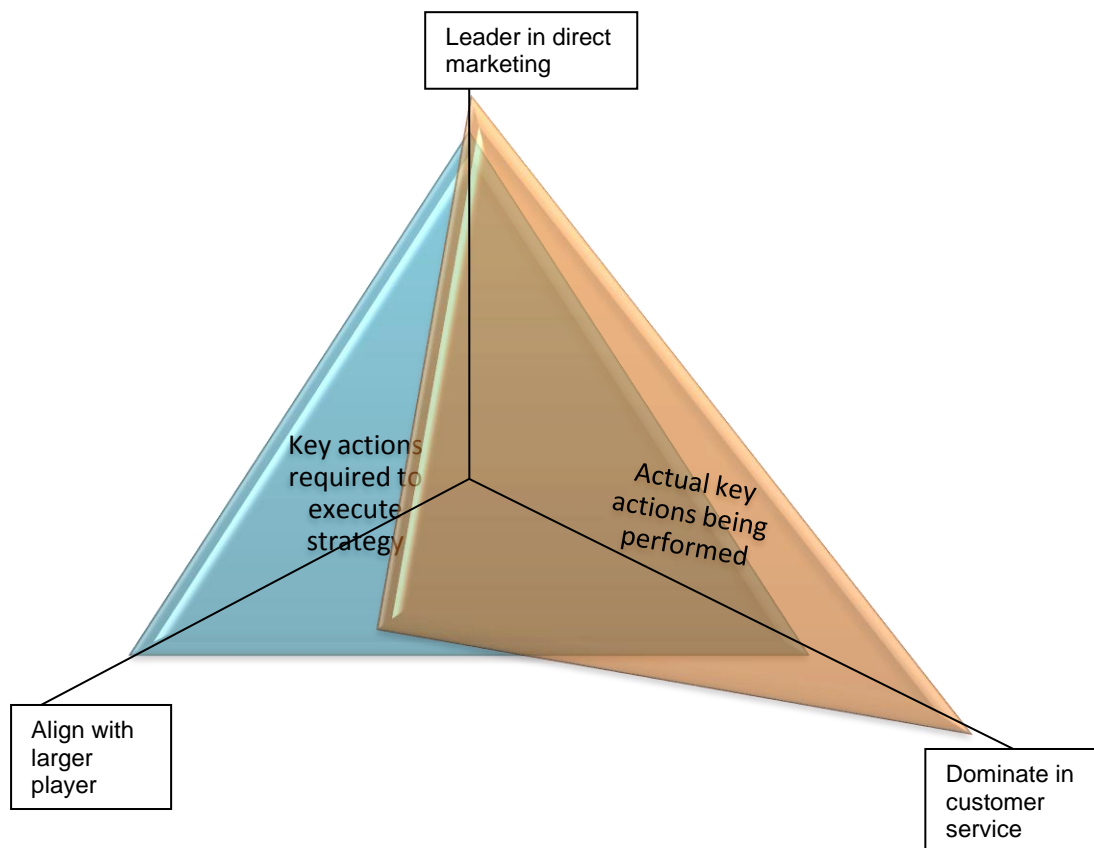 Leader in direct
marketing
Key actions
required to
execute
strategy
Actual key
actions being
performed
Align with
larger
player
Dominate in
customer
service